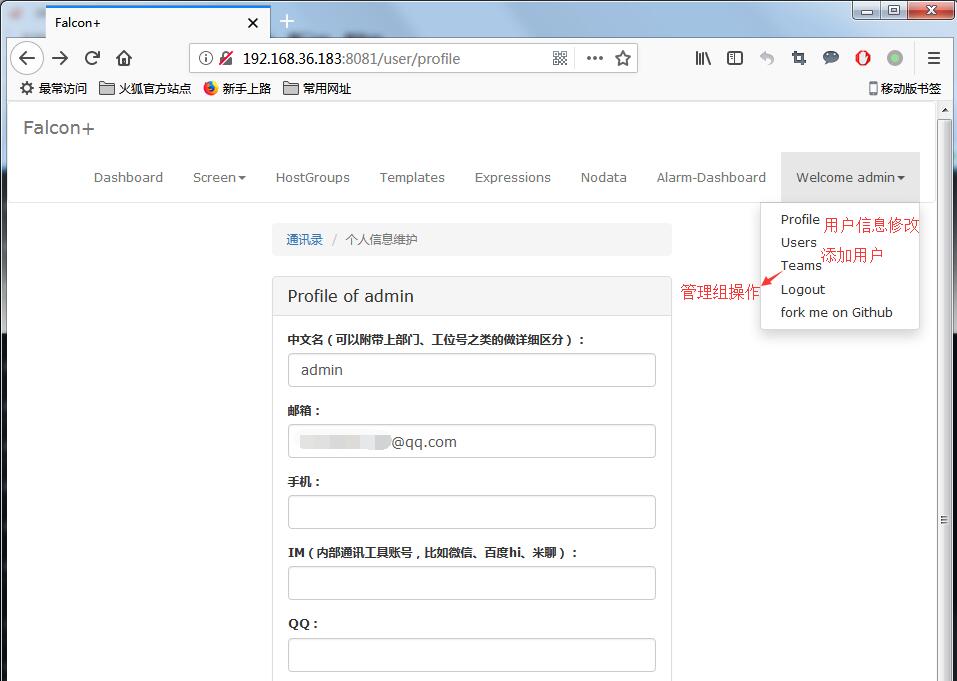 Falcon+
192.168.36.183:8081/user/profile
最常访问 火狐官方站点 新手上路 常用网址 移动版书签
Falcon+
Dashboard Screen HostGroups Templates Expressions Nodata Alarm-Dashboard Welcome admin
Profile 用户信息修改
Users
添加用户
Teams
管理组操作
Logout
fork me on Github
通讯录 / 个人信息维护
Profile of admin
中文名（可以附带上部门、工位号之类的做详细区分）：
admin
邮箱：
@qq.com
手机：
IM（内部通讯工具账号，比如微信、百度hi、米聊）：
QQ：